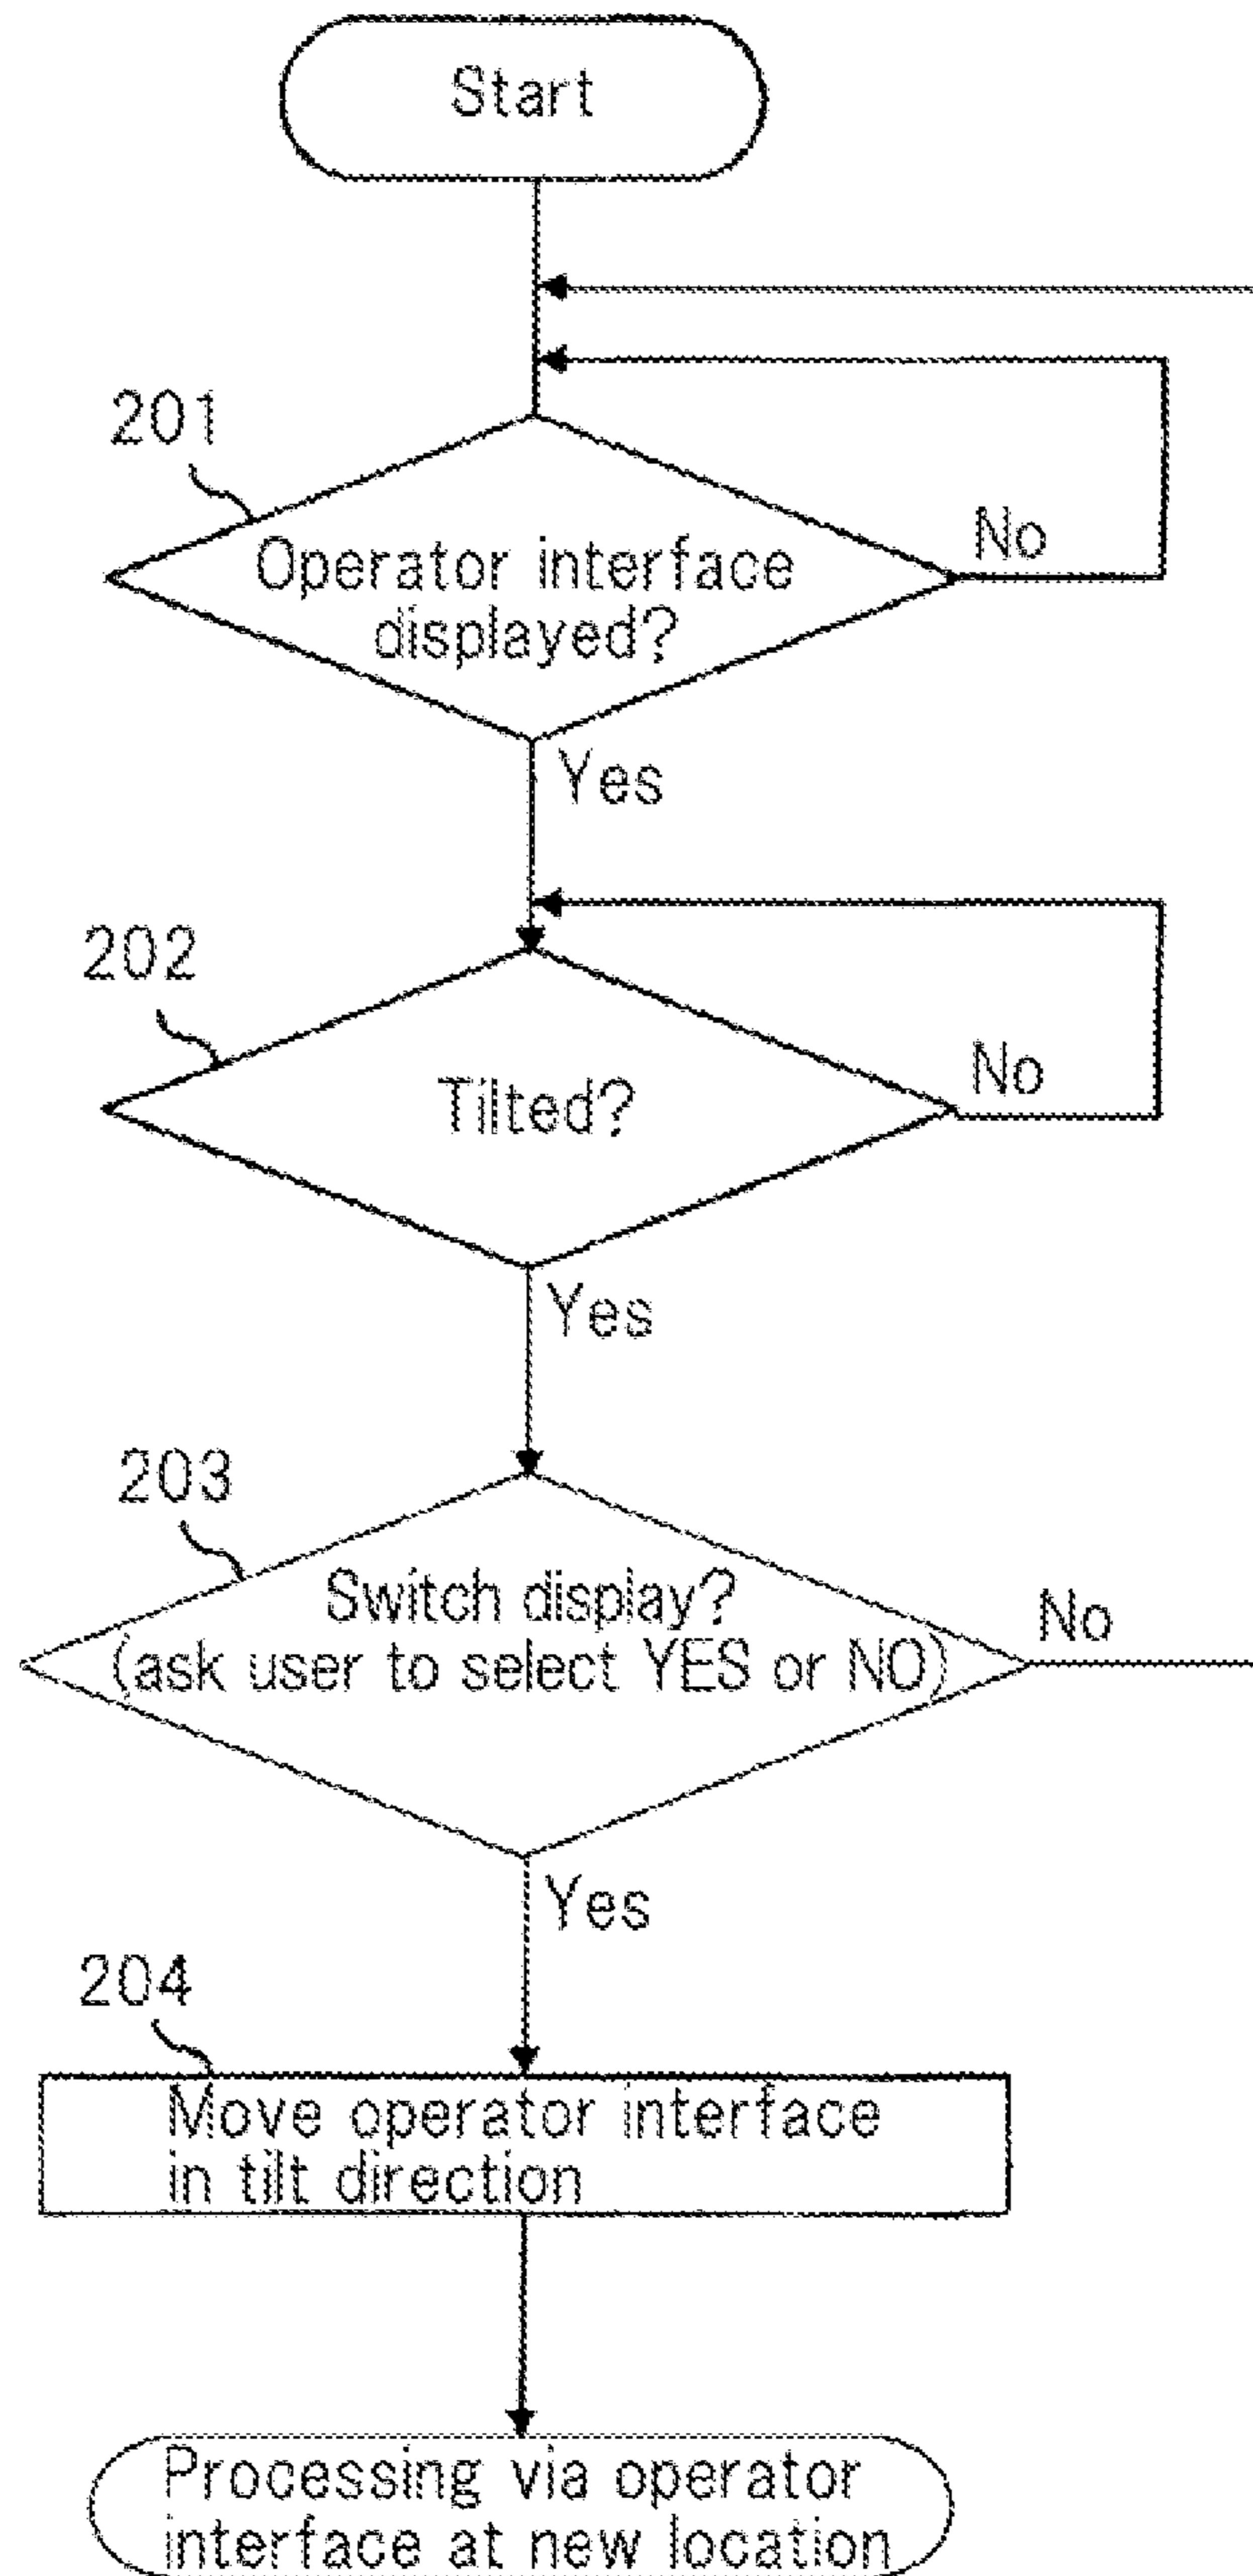 Start
201
Operator interface
displayed?
No
Yes
202
Tilted?
No
Yes
203
Switch display?
(ask user to select YES or NO)
No
Yes
204
Move operator interface
in tilt direction
Processing via operator
interface at new location